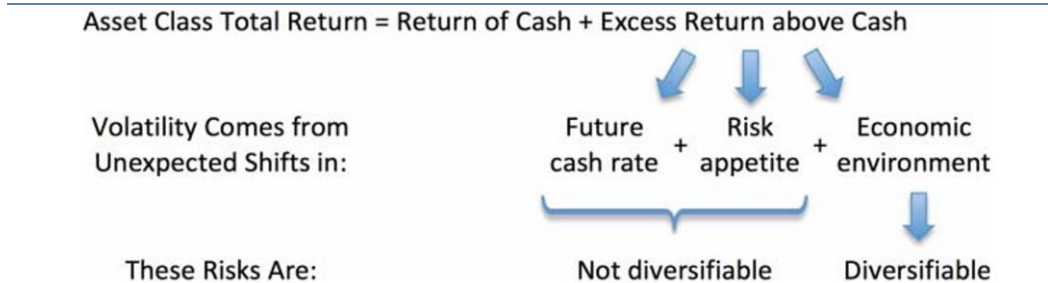 Asset Class Total Return = Return of Cash + Excess Return above Cash
Volatility Comes from
Unexpected Shifts in:
Future
cash rate
+
Risk
appetite
+
Economic
environment
These Risks Are:
Not diversifiable
Diversifiable